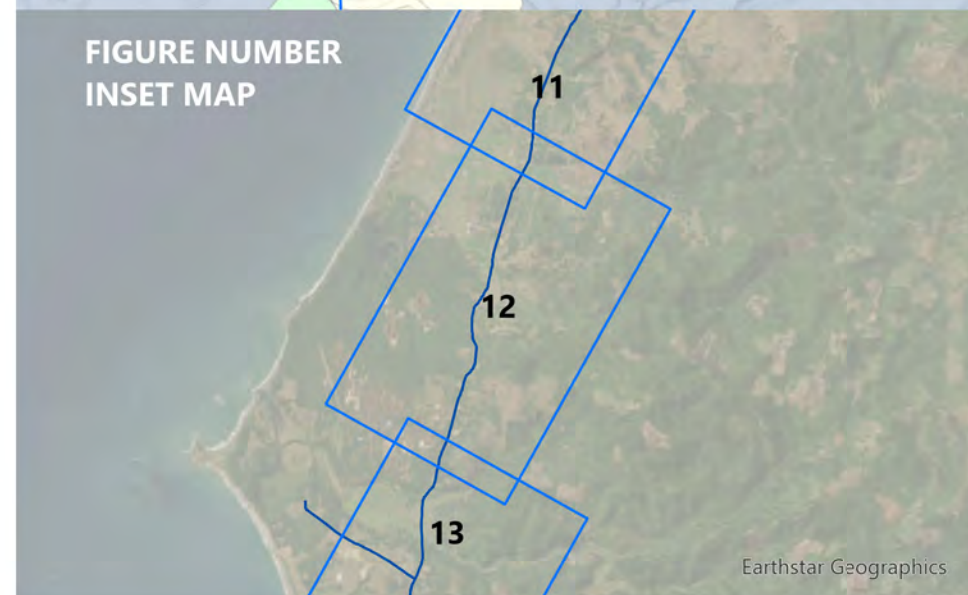 FIGURE NUMBER
INSET MAP
11
12
13
Earthstar Geographics